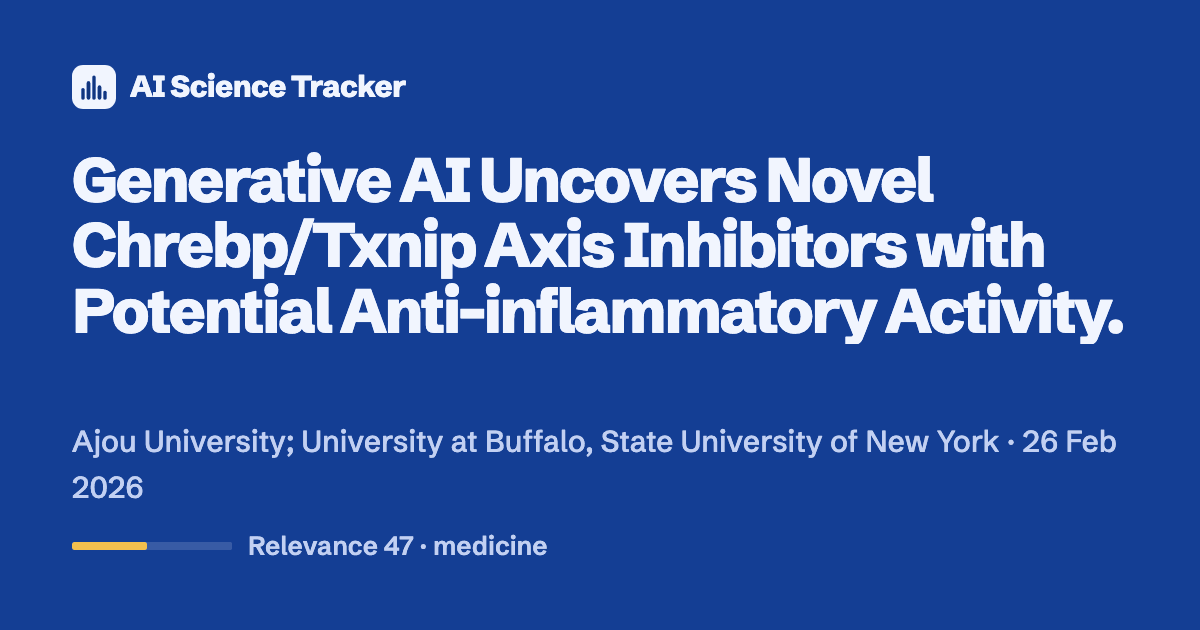 AI Science Tracker
Generative AI Uncovers Novel
Chrebp/Txnip Axis Inhibitors with
Potential Anti-inflammatory Activity.
Ajou University; University at Buffalo, State University of New York · 26 Feb
2026
Relevance 47 · medicine